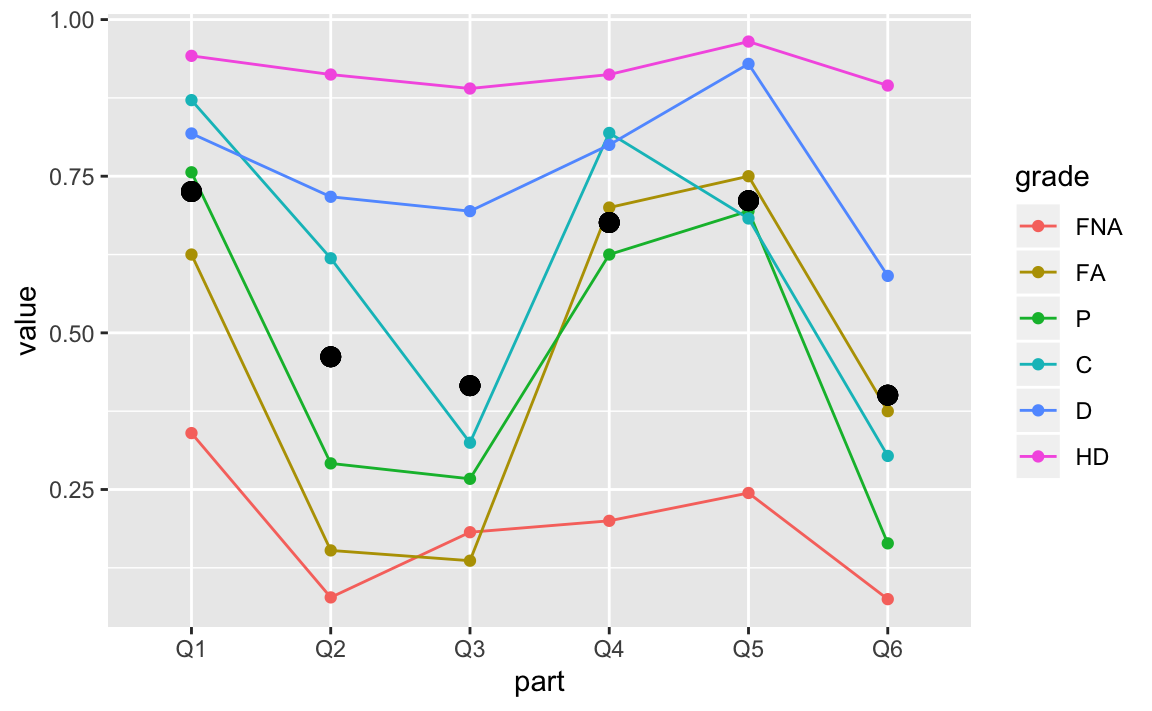 1.00
0.75
0.50
0.25
value
Q1 Q2 Q3 Q4 Q5 Q6
part
grade
FNA
FA
P
C
D
HD